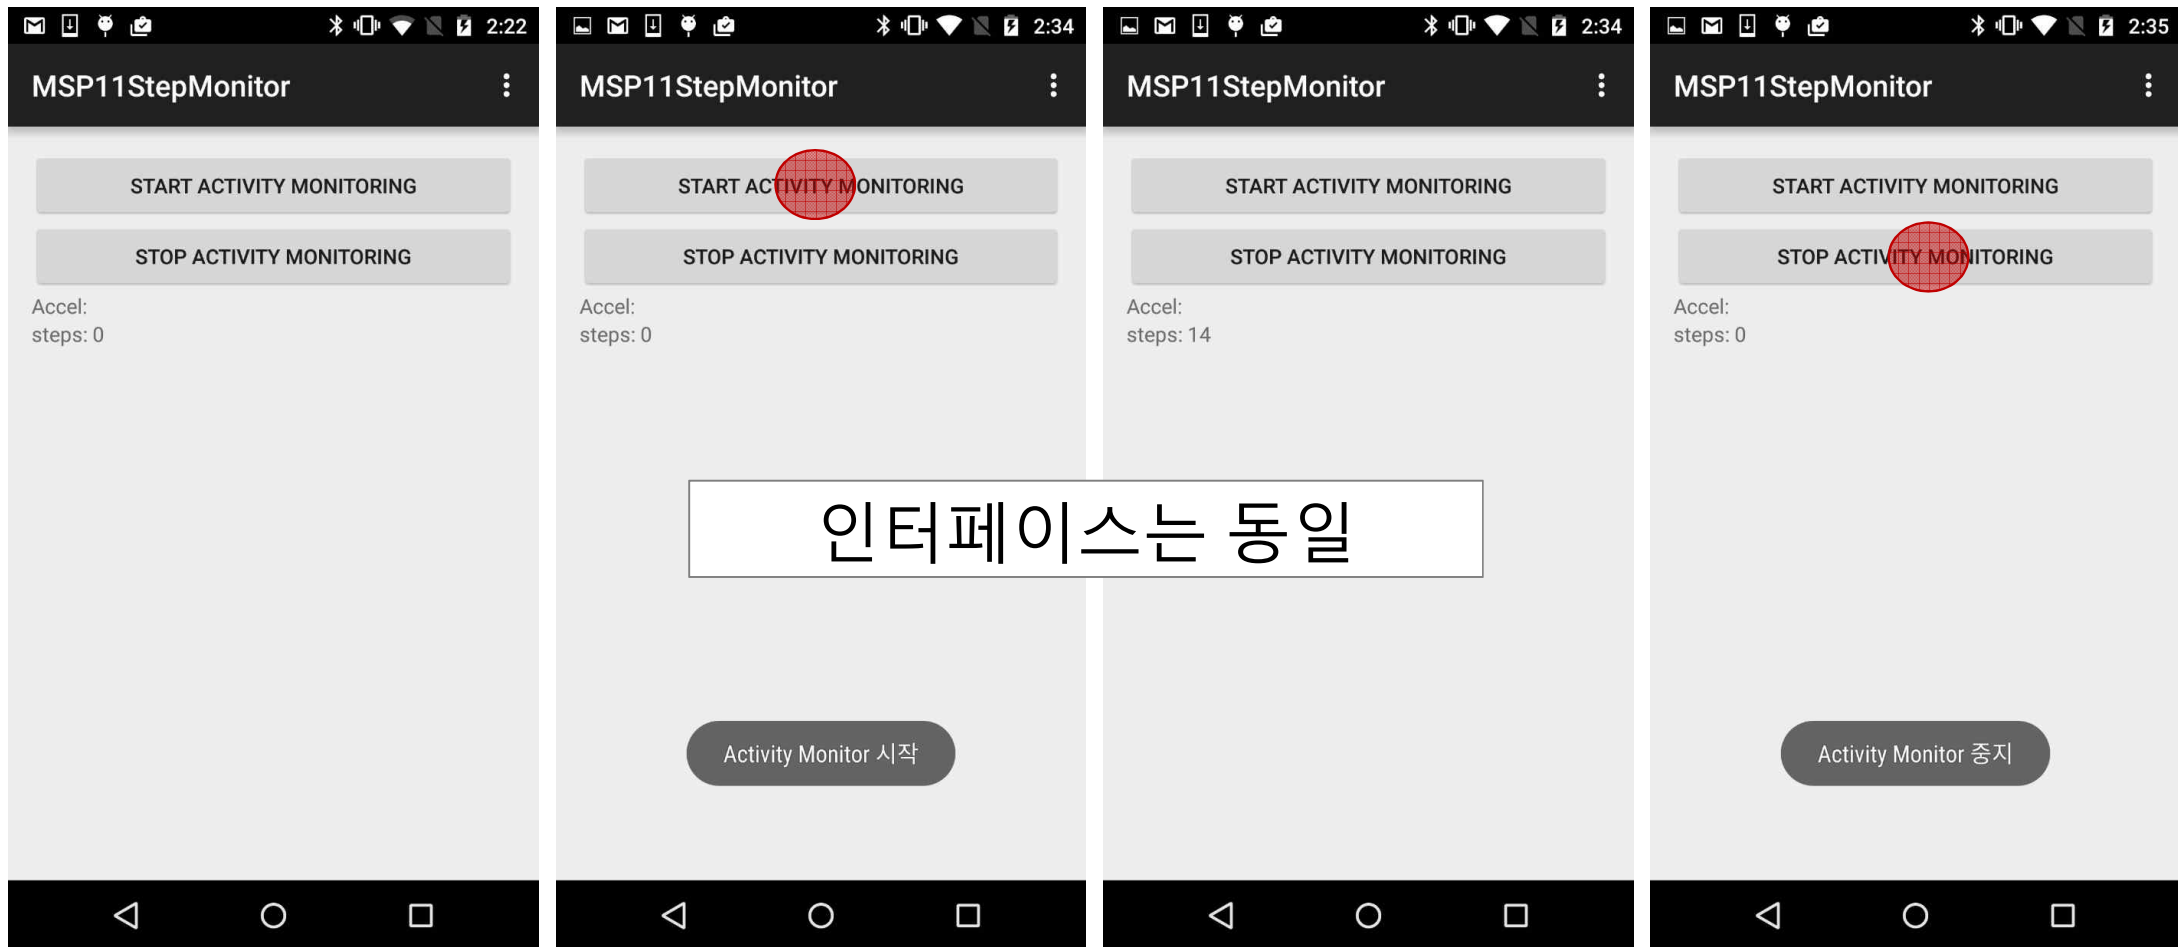 2:22
MSP11StepMonitor
START ACTIVITY MONITORING
STOP ACTIVITY MONITORING
Accel:
steps: 0
2:34
MSP11StepMonitor
START ACTIVITY MONITORING
STOP ACTIVITY MONITORING
Accel:
steps: 0
Activity Monitor 시작
2:34
MSP11StepMonitor
START ACTIVITY MONITORING
STOP ACTIVITY MONITORING
Accel:
steps: 14
인터페이스는 동일
2:35
MSP11StepMonitor
START ACTIVITY MONITORING
STOP ACTIVITY MONITORING
Accel:
steps: 0
Activity Monitor 중지